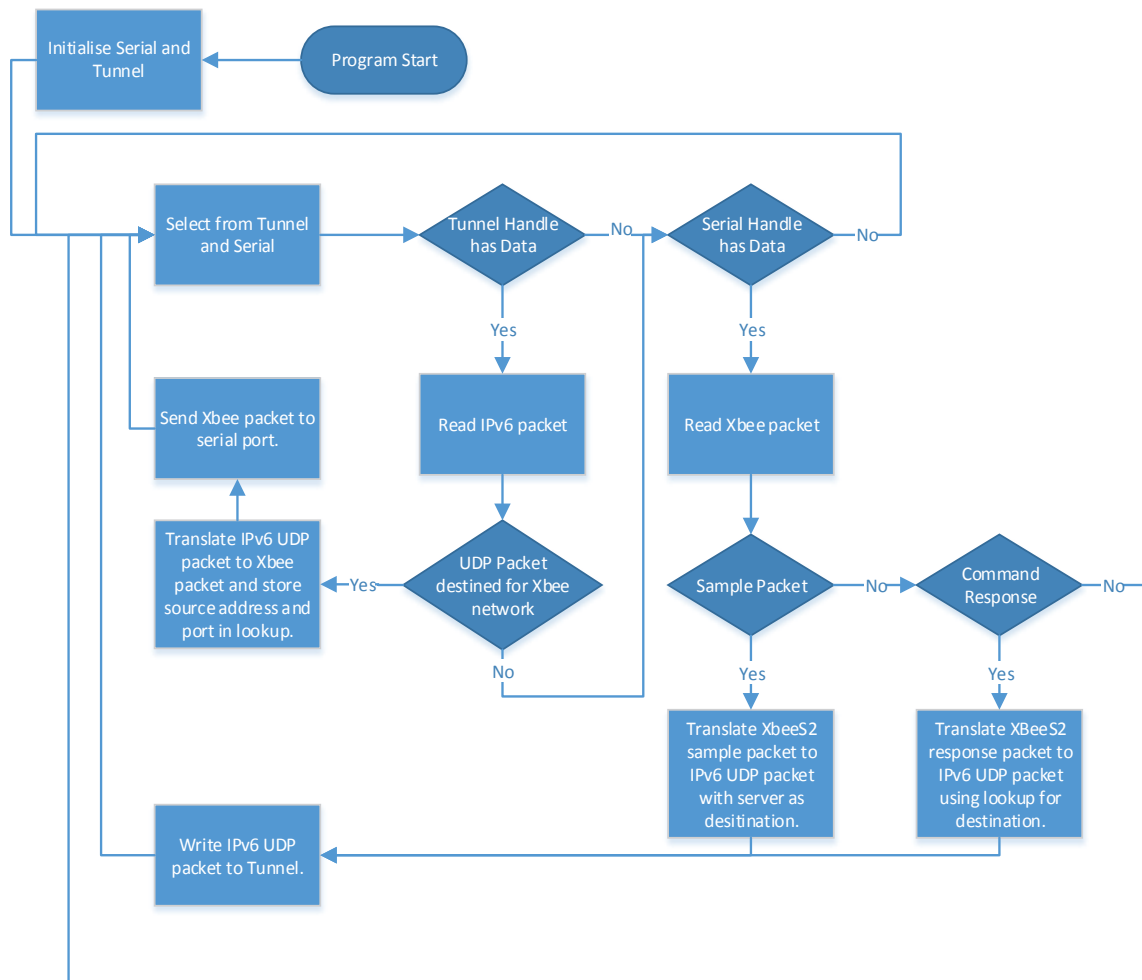 Initialise Serial and
Tunnel
Program Start
Select from Tunnel
and Serial
Tunnel Handle
has Data
No
Serial Handle
has Data
No
Yes
Yes
Send Xbee packet to
serial port.
Read IPv6 packet
Read Xbee packet
Translate IPv6 UDP
packet to Xbee
packet and store
source address and
port in lookup.
Yes
UDP Packet
destined for Xbee
network
No
Sample Packet
No
Command
Response
No
Yes
Yes
Translate XbeeS2
sample packet to
IPv6 UDP packet
with server as
desitination.
Translate XBeeS2
response packet to
IPv6 UDP packet
using lookup for
destination.
Write IPv6 UDP
packet to Tunnel.